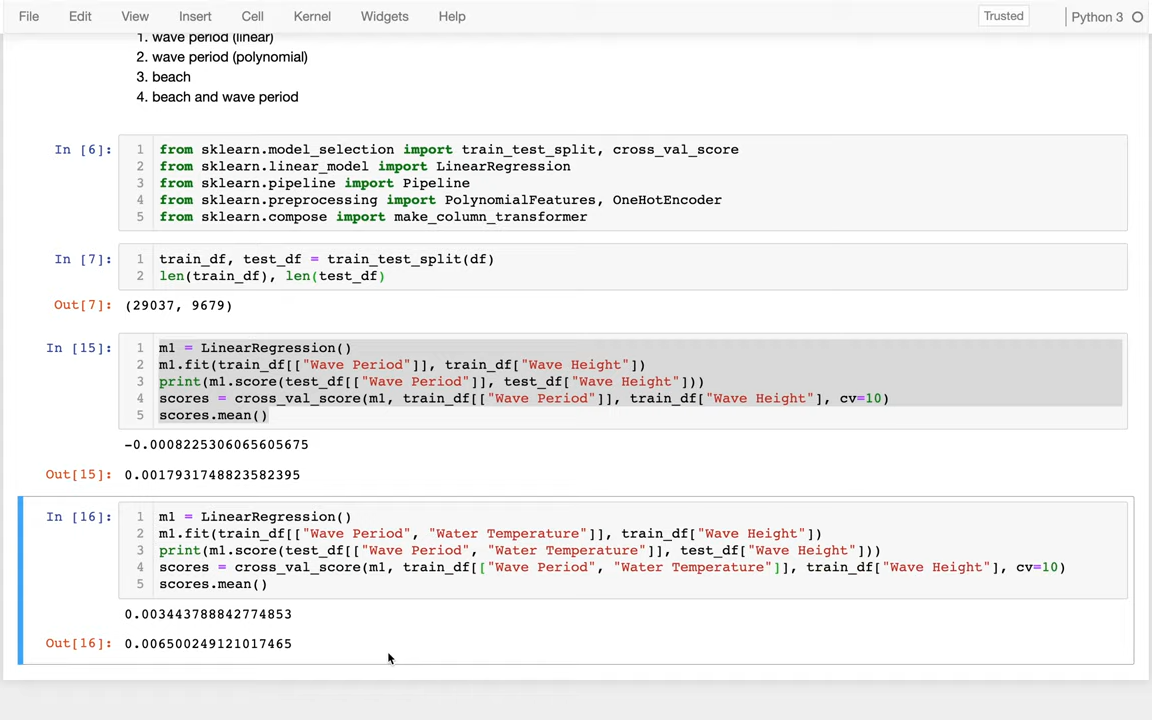 File Edit View Insert Cell Kernel Widgets Help Trusted Python 3
1. wave period (linear)
2. wave period (polynomial)
3. beach
4. beach and wave period
In [6]:
1 from sklearn.model_selection import train_test_split, cross_val_score
2 from sklearn.linear_model import LinearRegression
3 from sklearn.pipeline import Pipeline
4 from sklearn.preprocessing import PolynomialFeatures, OneHotEncoder
5 from sklearn.compose import make_column_transformer
In [7]:
1 train_df, test_df = train_test_split(df)
2 len(train_df), len(test_df)
Out[7]: (29037, 9679)
In [15]:
1 m1 = LinearRegression()
2 m1.fit(train_df[["Wave Period"]], train_df["Wave Height"])
3 print(m1.score(test_df[["Wave Period"]], test_df["Wave Height"]))
4 scores = cross_val_score(m1, train_df[["Wave Period"]], train_df["Wave Height"], cv=10)
5 scores.mean()
-0.0008225306065605675
Out[15]: 0.001793174882358​2395
In [16]:
1 m1 = LinearRegression()
2 m1.fit(train_df[["Wave Period", "Water Temperature"]], train_df["Wave Height"])
3 print(m1.score(test_df[["Wave Period", "Water Temperature"]], test_df["Wave Height"]))
4 scores = cross_val_score(m1, train_df[["Wave Period", "Water Temperature"]], train_df["Wave Height"], cv=10)
5 scores.mean()
0.003443788842774853
Out[16]: 0.006500249121017465